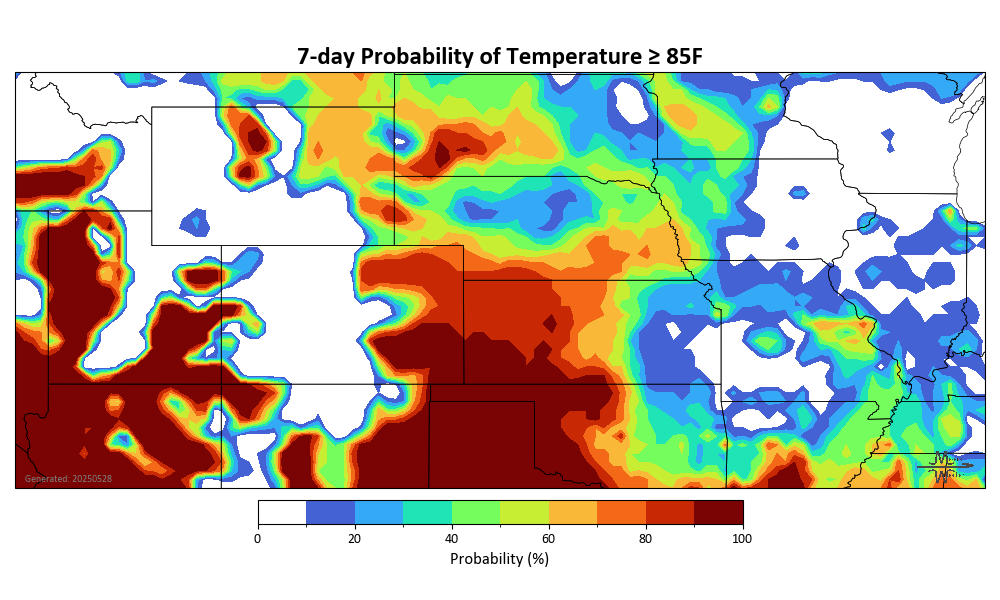 7-day Probability of Temperature ≥ 85F
Generated: 20250528
0 20 40 60 80 100
Probability (%)